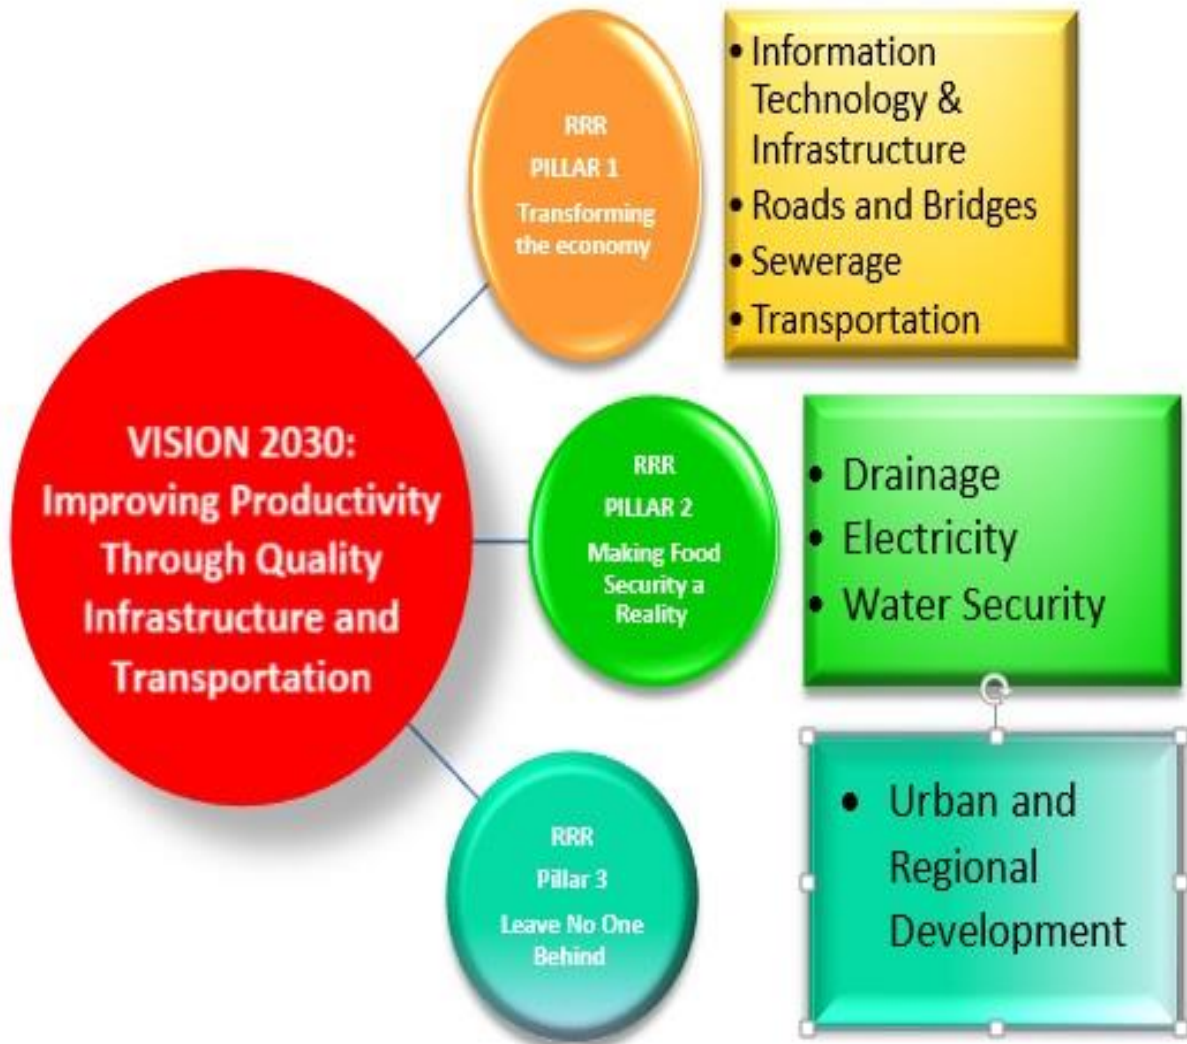 RRR
PILLAR 1
Transforming
the economy
• Information
Technology &
Infrastructure
• Roads and Bridges
• Sewerage
• Transportation
VISION 2030:
Improving Productivity
Through Quality
Infrastructure and
Transportation
RRR
PILLAR 2
Making Food
Security a
Reality
• Drainage
• Electricity
• Water Security
RRR
Pillar 3
Leave No One
Behind
• Urban and
Regional
Development